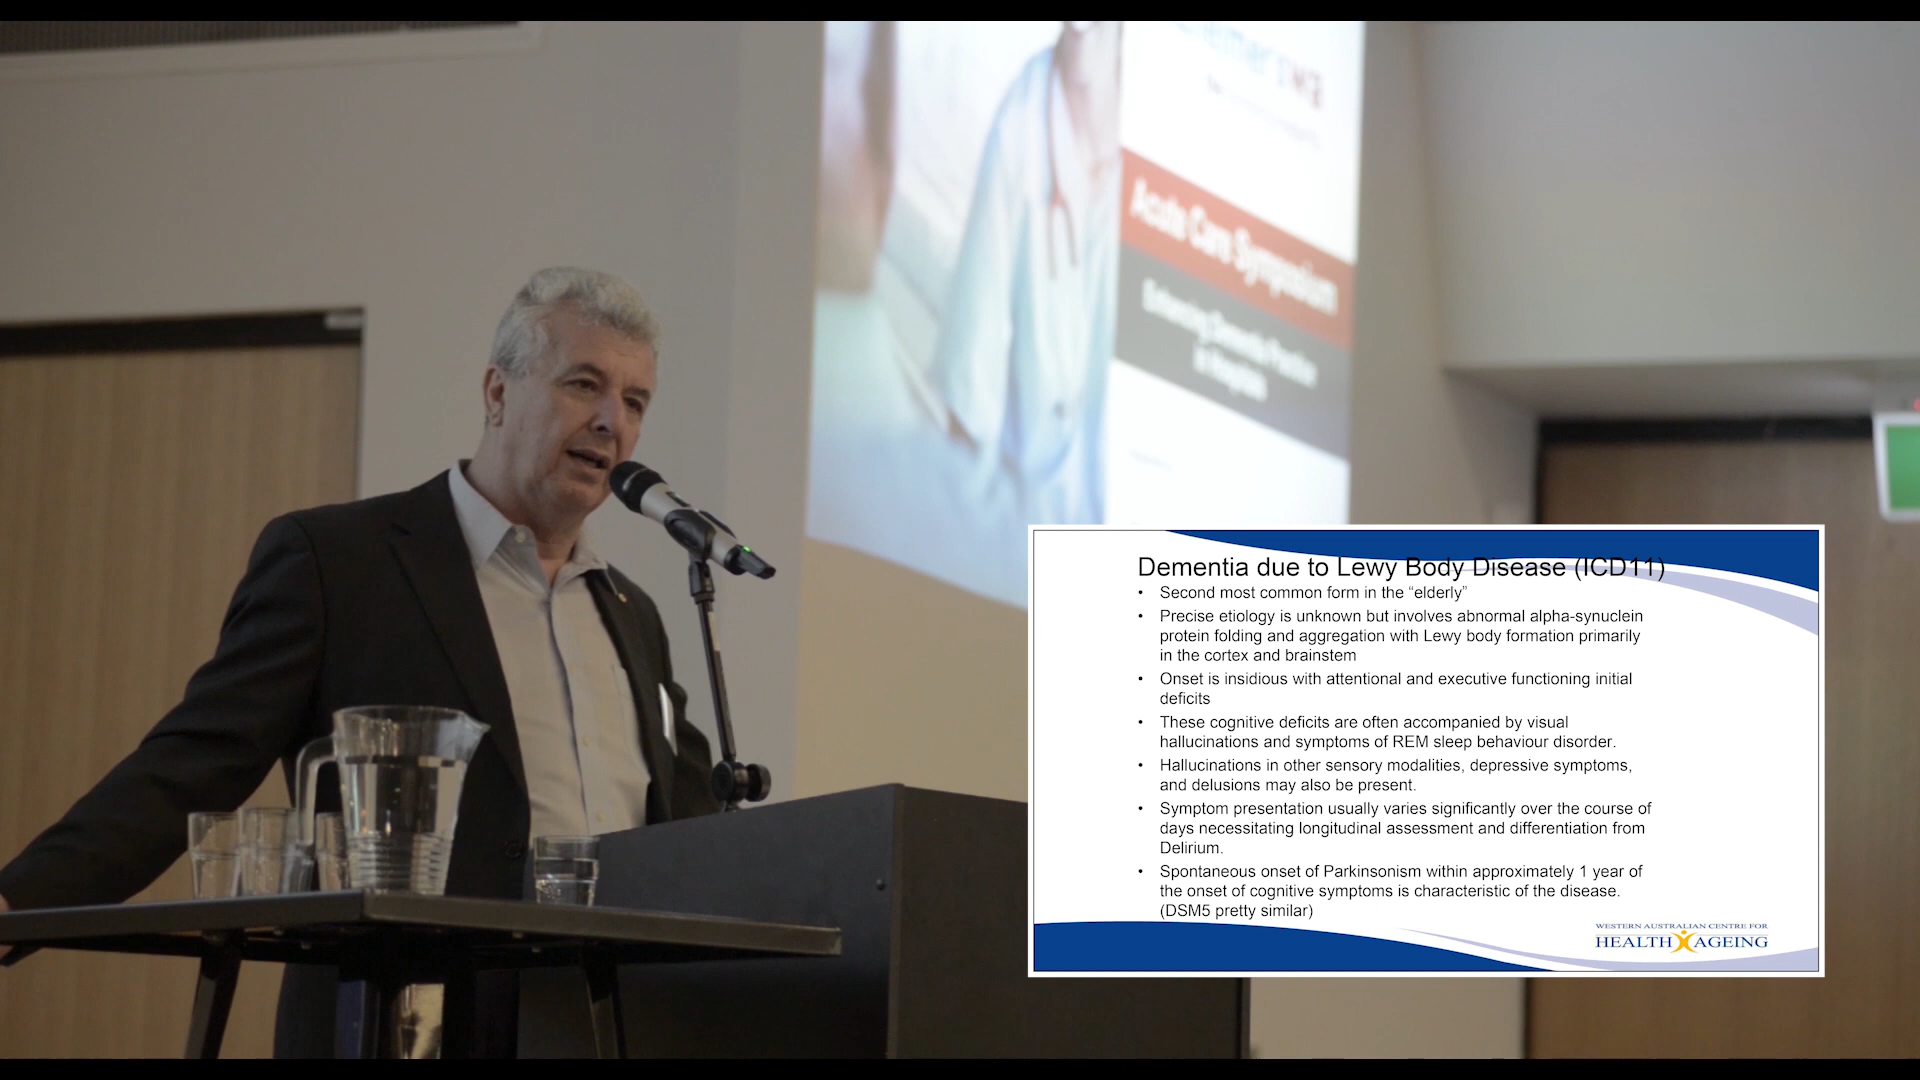 Acute Care Symposium
Enhancing Dementia Practice
in Hospitals
Dementia due to Lewy Body Disease (ICD11)
• Second most common form in the “elderly”
• Precise etiology is unknown but involves abnormal alpha-synuclein
protein folding and aggregation with Lewy body formation primarily
in the cortex and brainstem
• Onset is insidious with attentional and executive functioning initial
deficits
• These cognitive deficits are often accompanied by visual
hallucinations and symptoms of REM sleep behaviour disorder.
• Hallucinations in other sensory modalities, depressive symptoms,
and delusions may also be present.
• Symptom presentation usually varies significantly over the course of
days necessitating longitudinal assessment and differentiation from
Delirium.
• Spontaneous onset of Parkinsonism within approximately 1 year of
the onset of cognitive symptoms is characteristic of the disease.
(DSM5 pretty similar)
WESTERN AUSTRALIAN CENTRE FOR
HEALTH AGEING